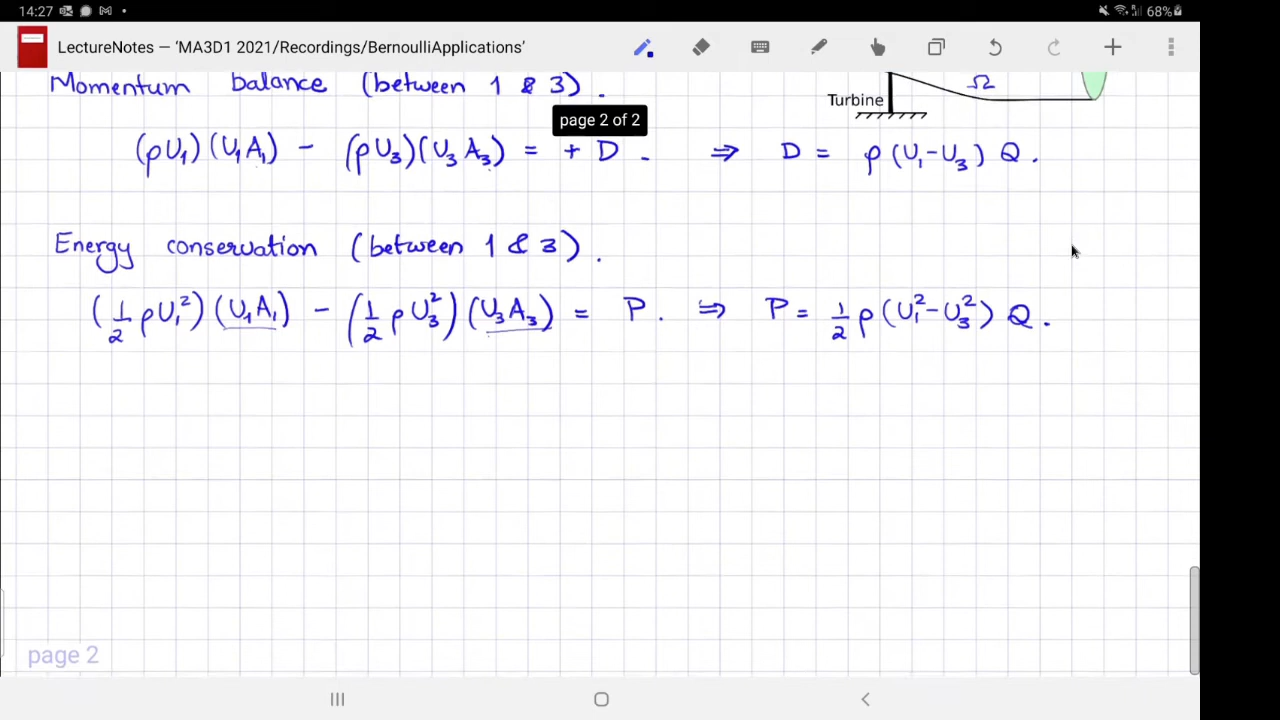 14:27 68%
LectureNotes — ‘MA3D1 2021/Recordings/BernoulliApplications’
Momentum balance (between 1 & 3).
Ω
Turbine
page 2 of 2
(ρU₁)(U₁A₁) − (ρU₃)(U₃A₃) = + D. ⇒ D = ρ(U₁−U₃) Q.
Energy conservation (between 1 & 3).
(½ρU₁²)(U₁A₁) − (½ρU₃²)(U₃A₃) = P. ⇒ P = ½ρ(U₁²−U₃²) Q.
page 2